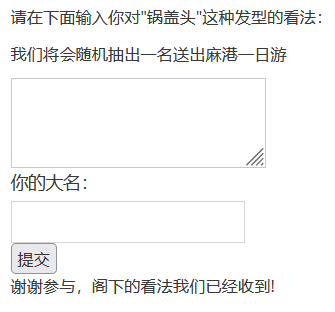 请在下面输入你对"锅盖头"这种发型的看法：
我们将会随机抽出一名送出麻港一日游
你的大名：
提交
谢谢参与，阁下的看法我们已经收到!